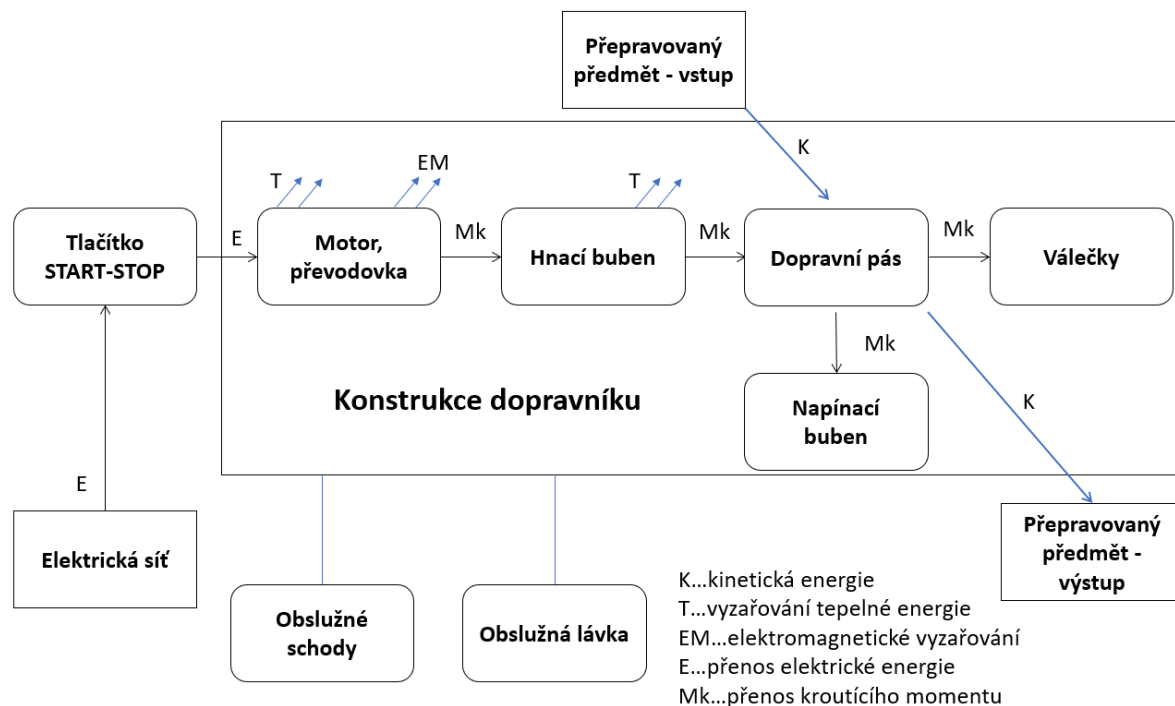 Přepravovaný
předmět - vstup
K
EM
T
T
Tlačítko
START-STOP
E
Motor,
převodovka
Mk
Hnací buben
Mk
Dopravní pás
Mk
Válečky
Mk
Konstrukce dopravníku
Napínací
buben
K
E
Elektrická síť
Přepravovaný
předmět -
výstup
Obslužné
schody
Obslužná lávka
K...kinetická energie
T...vyzařování tepelné energie
EM...elektromagnetické vyzařování
E...přenos elektrické energie
Mk...přenos kroutícího momentu